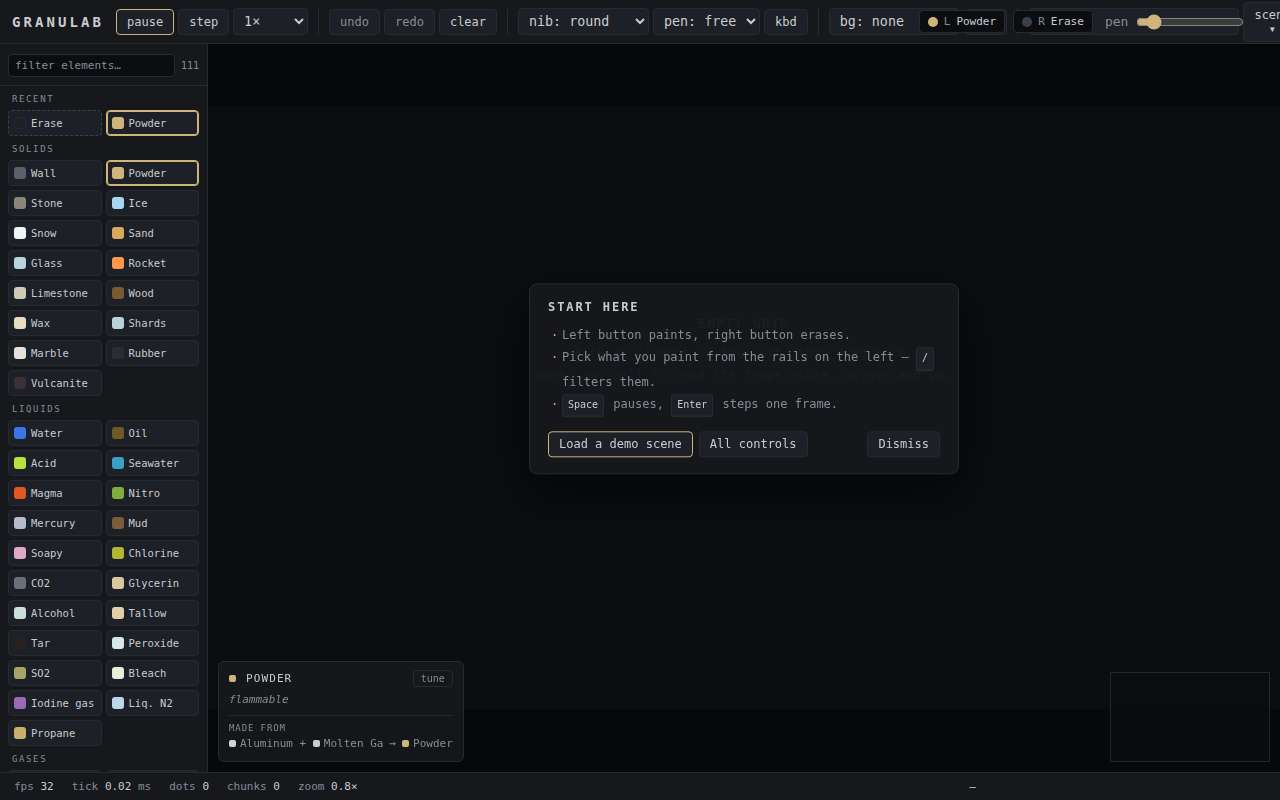 GRANULAB pause step 1× undo redo clear nib: round pen: free kbd bg: none L Powder R Erase pen
filter elements… 111
RECENT
Erase Powder
SOLIDS
Wall Powder
Stone Ice
Snow Sand
Glass Rocket
Limestone Wood
Wax Shards
Marble Rubber
Vulcanite
LIQUIDS
Water Oil
Acid Seawater
Magma Nitro
Mercury Mud
Soapy Chlorine
CO2 Glycerin
Alcohol Tallow
Tar Peroxide
SO2 Bleach
Iodine gas Liq. N2
Propane
GASES
START HERE
· Left button paints, right button erases.
· Pick what you paint from the rails on the left — /
filters them.
· Space pauses, Enter steps one frame.
Load a demo scene All controls Dismiss
POWDER tune
flammable
MADE FROM
Aluminum + Molten Ga → Powder
fps 32 tick 0.02 ms dots 0 chunks 0 zoom 0.8× —